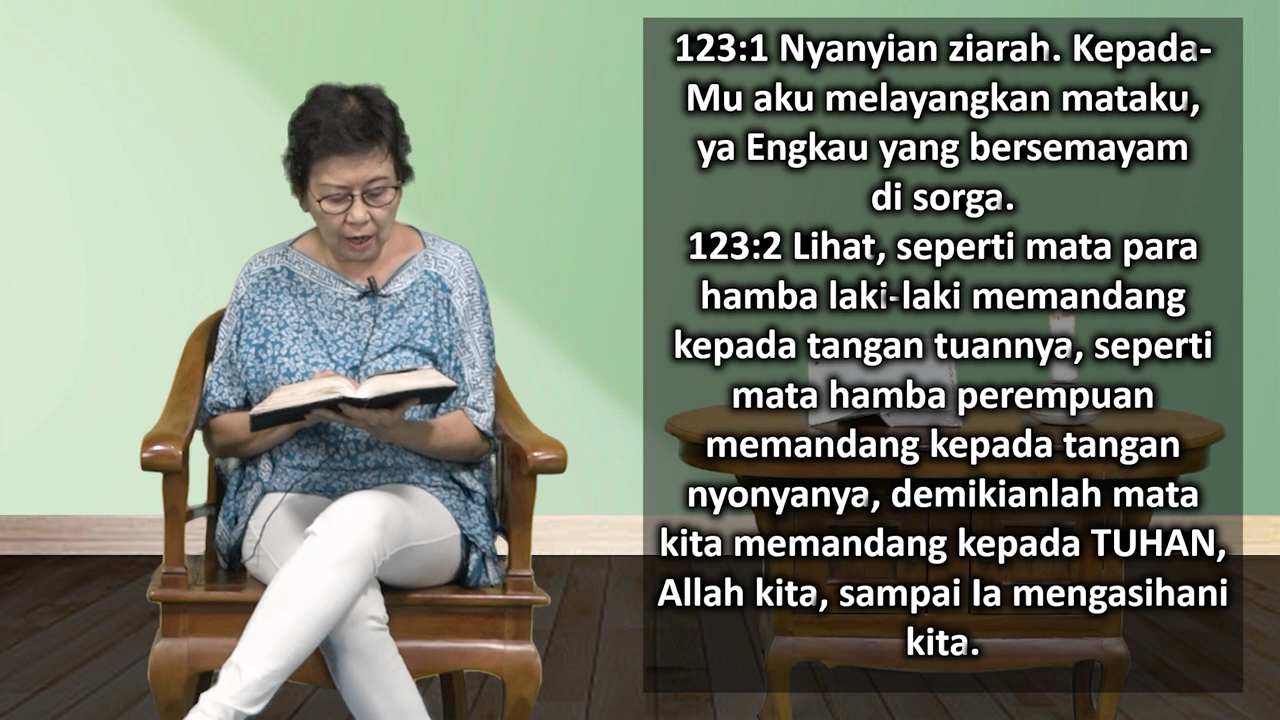 123:1 Nyanyian ziarah. Kepada-
Mu aku melayangkan mataku,
ya Engkau yang bersemayam
di sorga.
123:2 Lihat, seperti mata para
hamba laki-laki memandang
kepada tangan tuannya, seperti
mata hamba perempuan
memandang kepada tangan
nyonyanya, demikianlah mata
kita memandang kepada TUHAN,
Allah kita, sampai Ia mengasihani
kita.